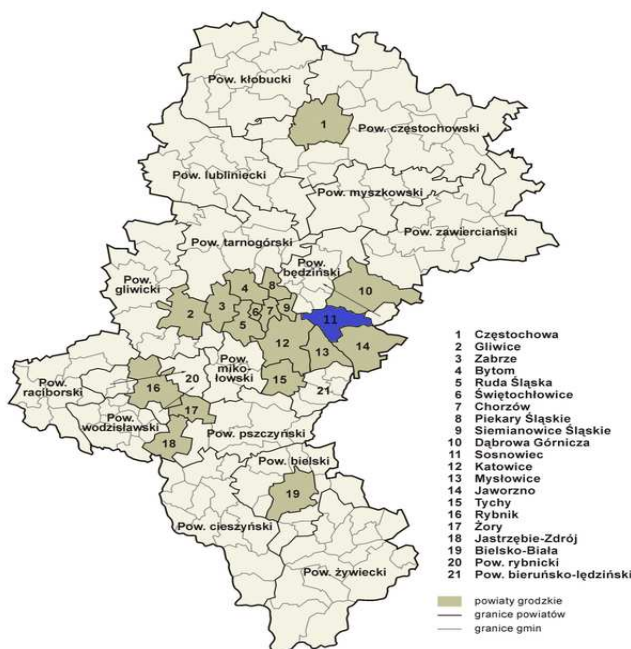 Pow. kłobucki
1
Pow. częstochowski
Pow. lubliniecki
Pow. myszkowski
Pow. zawierciański
Pow. tarnogórski
Pow.
będziński
Pow.
gliwicki
8
4
10
2
3
6
7
9
5
11
12
13
14
Pow.
miko-
łowski
Pow.
raciborski
16
20
15
21
17
Pow.
wodzisławski
18
Pow. pszczyński
Pow. bielski
19
Pow. cieszyński
Pow. żywiecki
1 Częstochowa
2 Gliwice
3 Zabrze
4 Bytom
5 Ruda Śląska
6 Świętochłowice
7 Chorzów
8 Piekary Śląskie
9 Siemianowice Śląskie
10 Dąbrowa Górnicza
11 Sosnowiec
12 Katowice
13 Mysłowice
14 Jaworzno
15 Tychy
16 Rybnik
17 Żory
18 Jastrzębie-Zdrój
19 Bielsko-Biała
20 Pow. rybnicki
21 Pow. bieruńsko-lędziński
powiaty grodzkie
granice powiatów
granice gmin